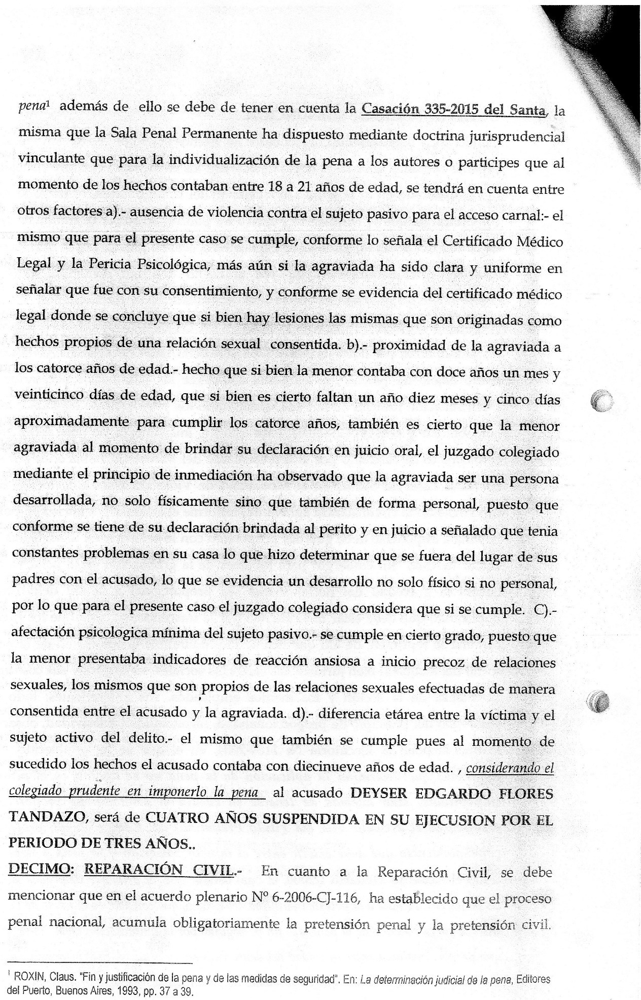 pena¹ además de ello se debe de tener en cuenta la Casación 335-2015 del Santa, la
misma que la Sala Penal Permanente ha dispuesto mediante doctrina jurisprudencial
vinculante que para la individualización de la pena a los autores o participes que al
momento de los hechos contaban entre 18 a 21 años de edad, se tendrá en cuenta entre
otros factores a).- ausencia de violencia contra el sujeto pasivo para el acceso carnal:- el
mismo que para el presente caso se cumple, conforme lo señala el Certificado Médico
Legal y la Pericia Psicológica, más aún si la agraviada ha sido clara y uniforme en
señalar que fue con su consentimiento, y conforme se evidencia del certificado médico
legal donde se concluye que si bien hay lesiones las mismas que son originadas como
hechos propios de una relación sexual consentida. b).- proximidad de la agraviada a
los catorce años de edad.- hecho que si bien la menor contaba con doce años un mes y
veinticinco días de edad, que si bien es cierto faltan un año diez meses y cinco días
aproximadamente para cumplir los catorce años, también es cierto que la menor
agraviada al momento de brindar su declaración en juicio oral, el juzgado colegiado
mediante el principio de inmediación ha observado que la agraviada ser una persona
desarrollada, no solo físicamente sino que también de forma personal, puesto que
conforme se tiene de su declaración brindada al perito y en juicio a señalado que tenia
constantes problemas en su casa lo que hizo determinar que se fuera del lugar de sus
padres con el acusado, lo que se evidencia un desarrollo no solo físico si no personal,
por lo que para el presente caso el juzgado colegiado considera que si se cumple. C).-
afectación psicologica mínima del sujeto pasivo.- se cumple en cierto grado, puesto que
la menor presentaba indicadores de reacción ansiosa a inicio precoz de relaciones
sexuales, los mismos que son propios de las relaciones sexuales efectuadas de manera
consentida entre el acusado y la agraviada. d).- diferencia etárea entre la víctima y el
sujeto activo del delito.- el mismo que también se cumple pues al momento de
sucedido los hechos el acusado contaba con diecinueve años de edad. , considerando el
colegiado prudente en imponerlo la pena al acusado DEYSER EDGARDO FLORES
TANDAZO, será de CUATRO AÑOS SUSPENDIDA EN SU EJECUSION POR EL
PERIODO DE TRES AÑOS..
DECIMO: REPARACIÓN CIVIL.- En cuanto a la Reparación Civil, se debe
mencionar que en el acuerdo plenario Nº 6-2006-CJ-116, ha establecido que el proceso
penal nacional, acumula obligatoriamente la pretensión penal y la pretensión civil.
¹ ROXIN, Claus. "Fin y justificación de la pena y de las medidas de seguridad". En: La determinación judicial de la pena, Editores
del Puerto, Buenos Aires, 1993, pp. 37 a 39.